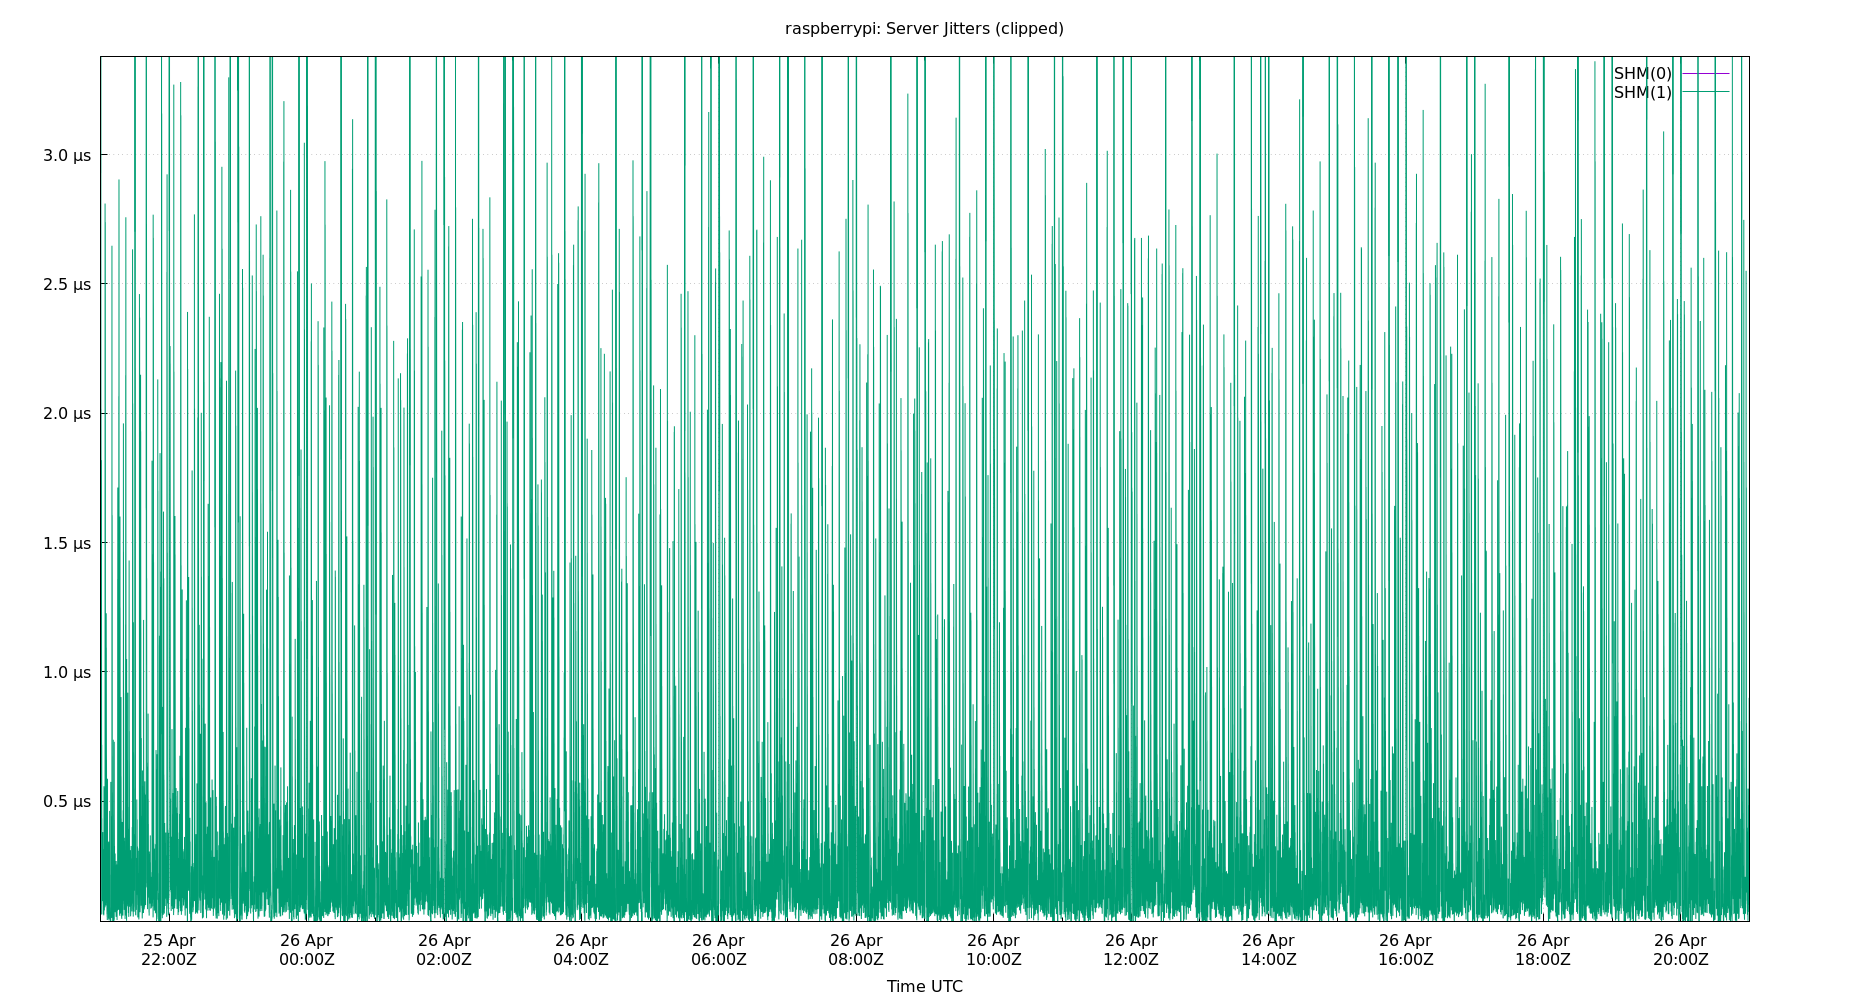 raspberrypi: Server Jitters (clipped)
SHM(0)
SHM(1)
3.0 µs
2.5 µs
2.0 µs
1.5 µs
1.0 µs
0.5 µs
25 Apr 26 Apr 26 Apr 26 Apr 26 Apr 26 Apr 26 Apr 26 Apr 26 Apr 26 Apr 26 Apr 26 Apr
22:00Z 00:00Z 02:00Z 04:00Z 06:00Z 08:00Z 10:00Z 12:00Z 14:00Z 16:00Z 18:00Z 20:00Z
Time UTC